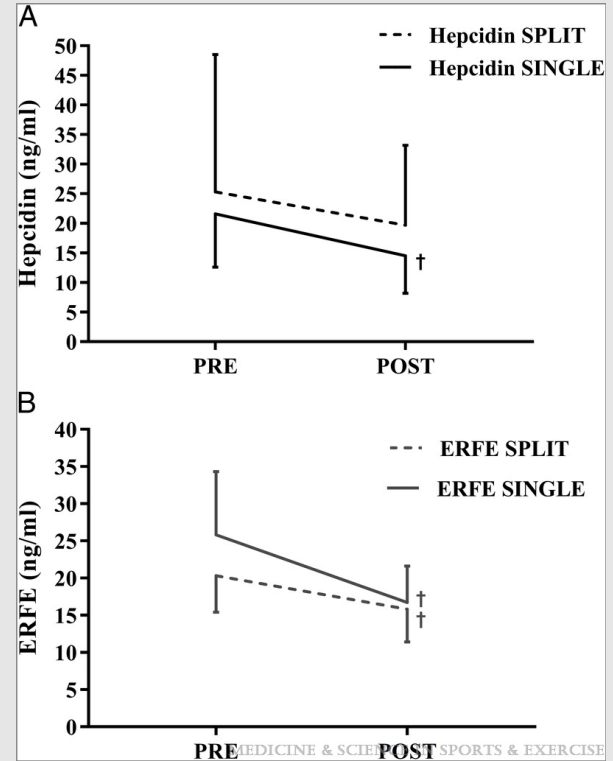 A
Hepcidin SPLIT
Hepcidin SINGLE
Hepcidin (ng/ml)
50
45
40
35
30
25
20
15
10
5
0
†
PRE POST
B
ERFE SPLIT
ERFE SINGLE
ERFE (ng/ml)
40
35
30
25
20
15
10
5
0
†
†
PRE POST
MEDICINE & SCIENCE IN SPORTS & EXERCISE